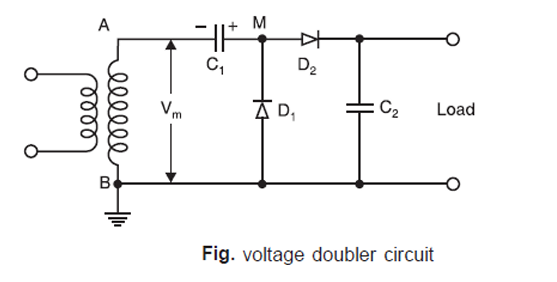 A
− + M
C₁
D₂
Vₘ
D₁
C₂
Load
B
Fig. voltage doubler circuit